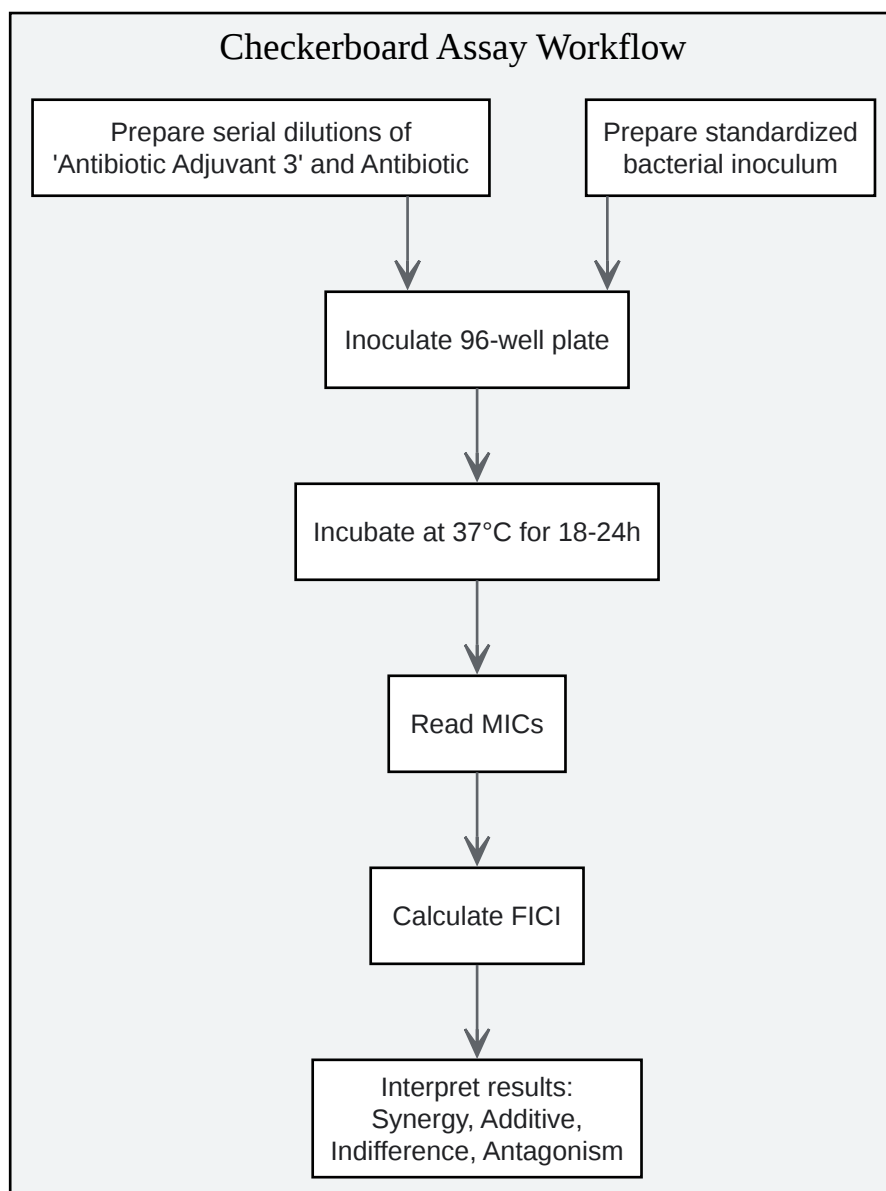 Checkerboard Assay Workflow
Prepare serial dilutions of
'Antibiotic Adjuvant 3' and Antibiotic
Prepare standardized
bacterial inoculum
Inoculate 96-well plate
Incubate at 37°C for 18-24h
Read MICs
Calculate FICI
Interpret results:
Synergy, Additive,
Indifference, Antagonism